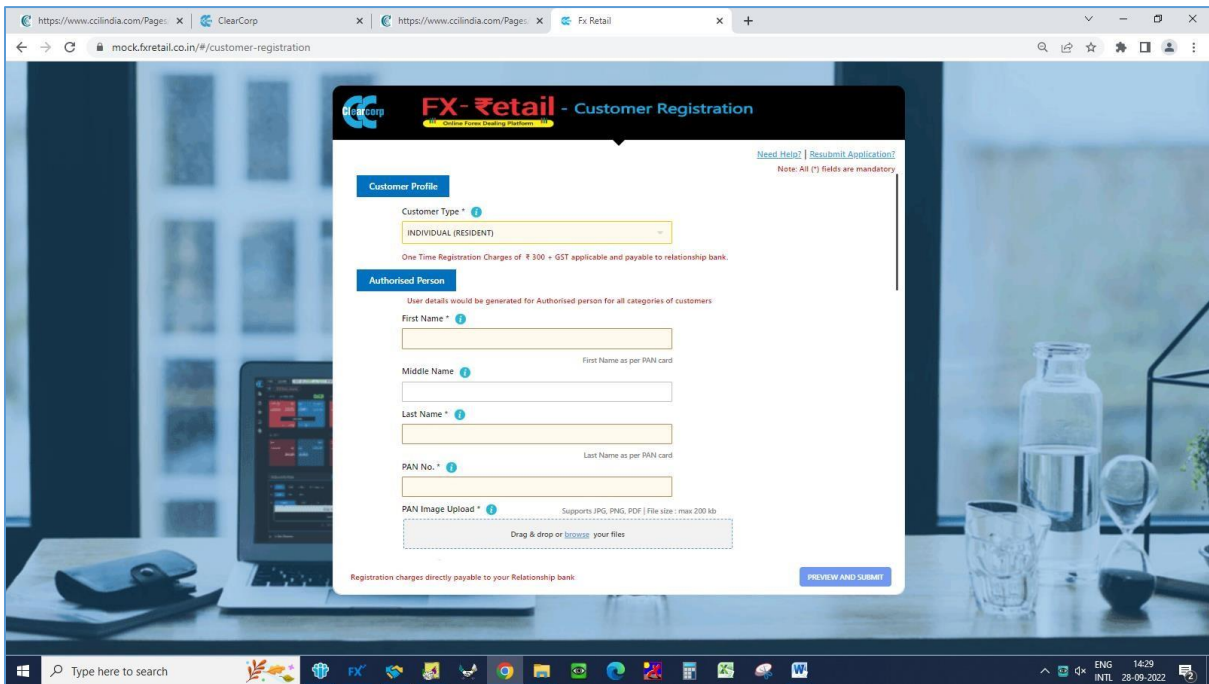 https://www.ccilindia.com/Pages
ClearCorp
https://www.ccilindia.com/Pages
Fx Retail
mock.fxretail.co.in/#/customer-registration
Clearcorp
FX-₹etail - Customer Registration
Online Forex Dealing Platform
Need Help? | Resubmit Application?
Note: All (*) fields are mandatory
Customer Profile
Customer Type *
INDIVIDUAL (RESIDENT)
One Time Registration Charges of ₹ 300 + GST applicable and payable to relationship bank.
Authorised Person
User details would be generated for Authorised person for all categories of customers
First Name *
First Name as per PAN card
Middle Name
Last Name *
Last Name as per PAN card
PAN No. *
PAN Image Upload *
Supports JPG, PNG, PDF | File size : max 200 kb
Drag & drop or browse your files
Registration charges directly payable to your Relationship bank
PREVIEW AND SUBMIT
Type here to search
FX
ENG
14:29
INTL
28-09-2022